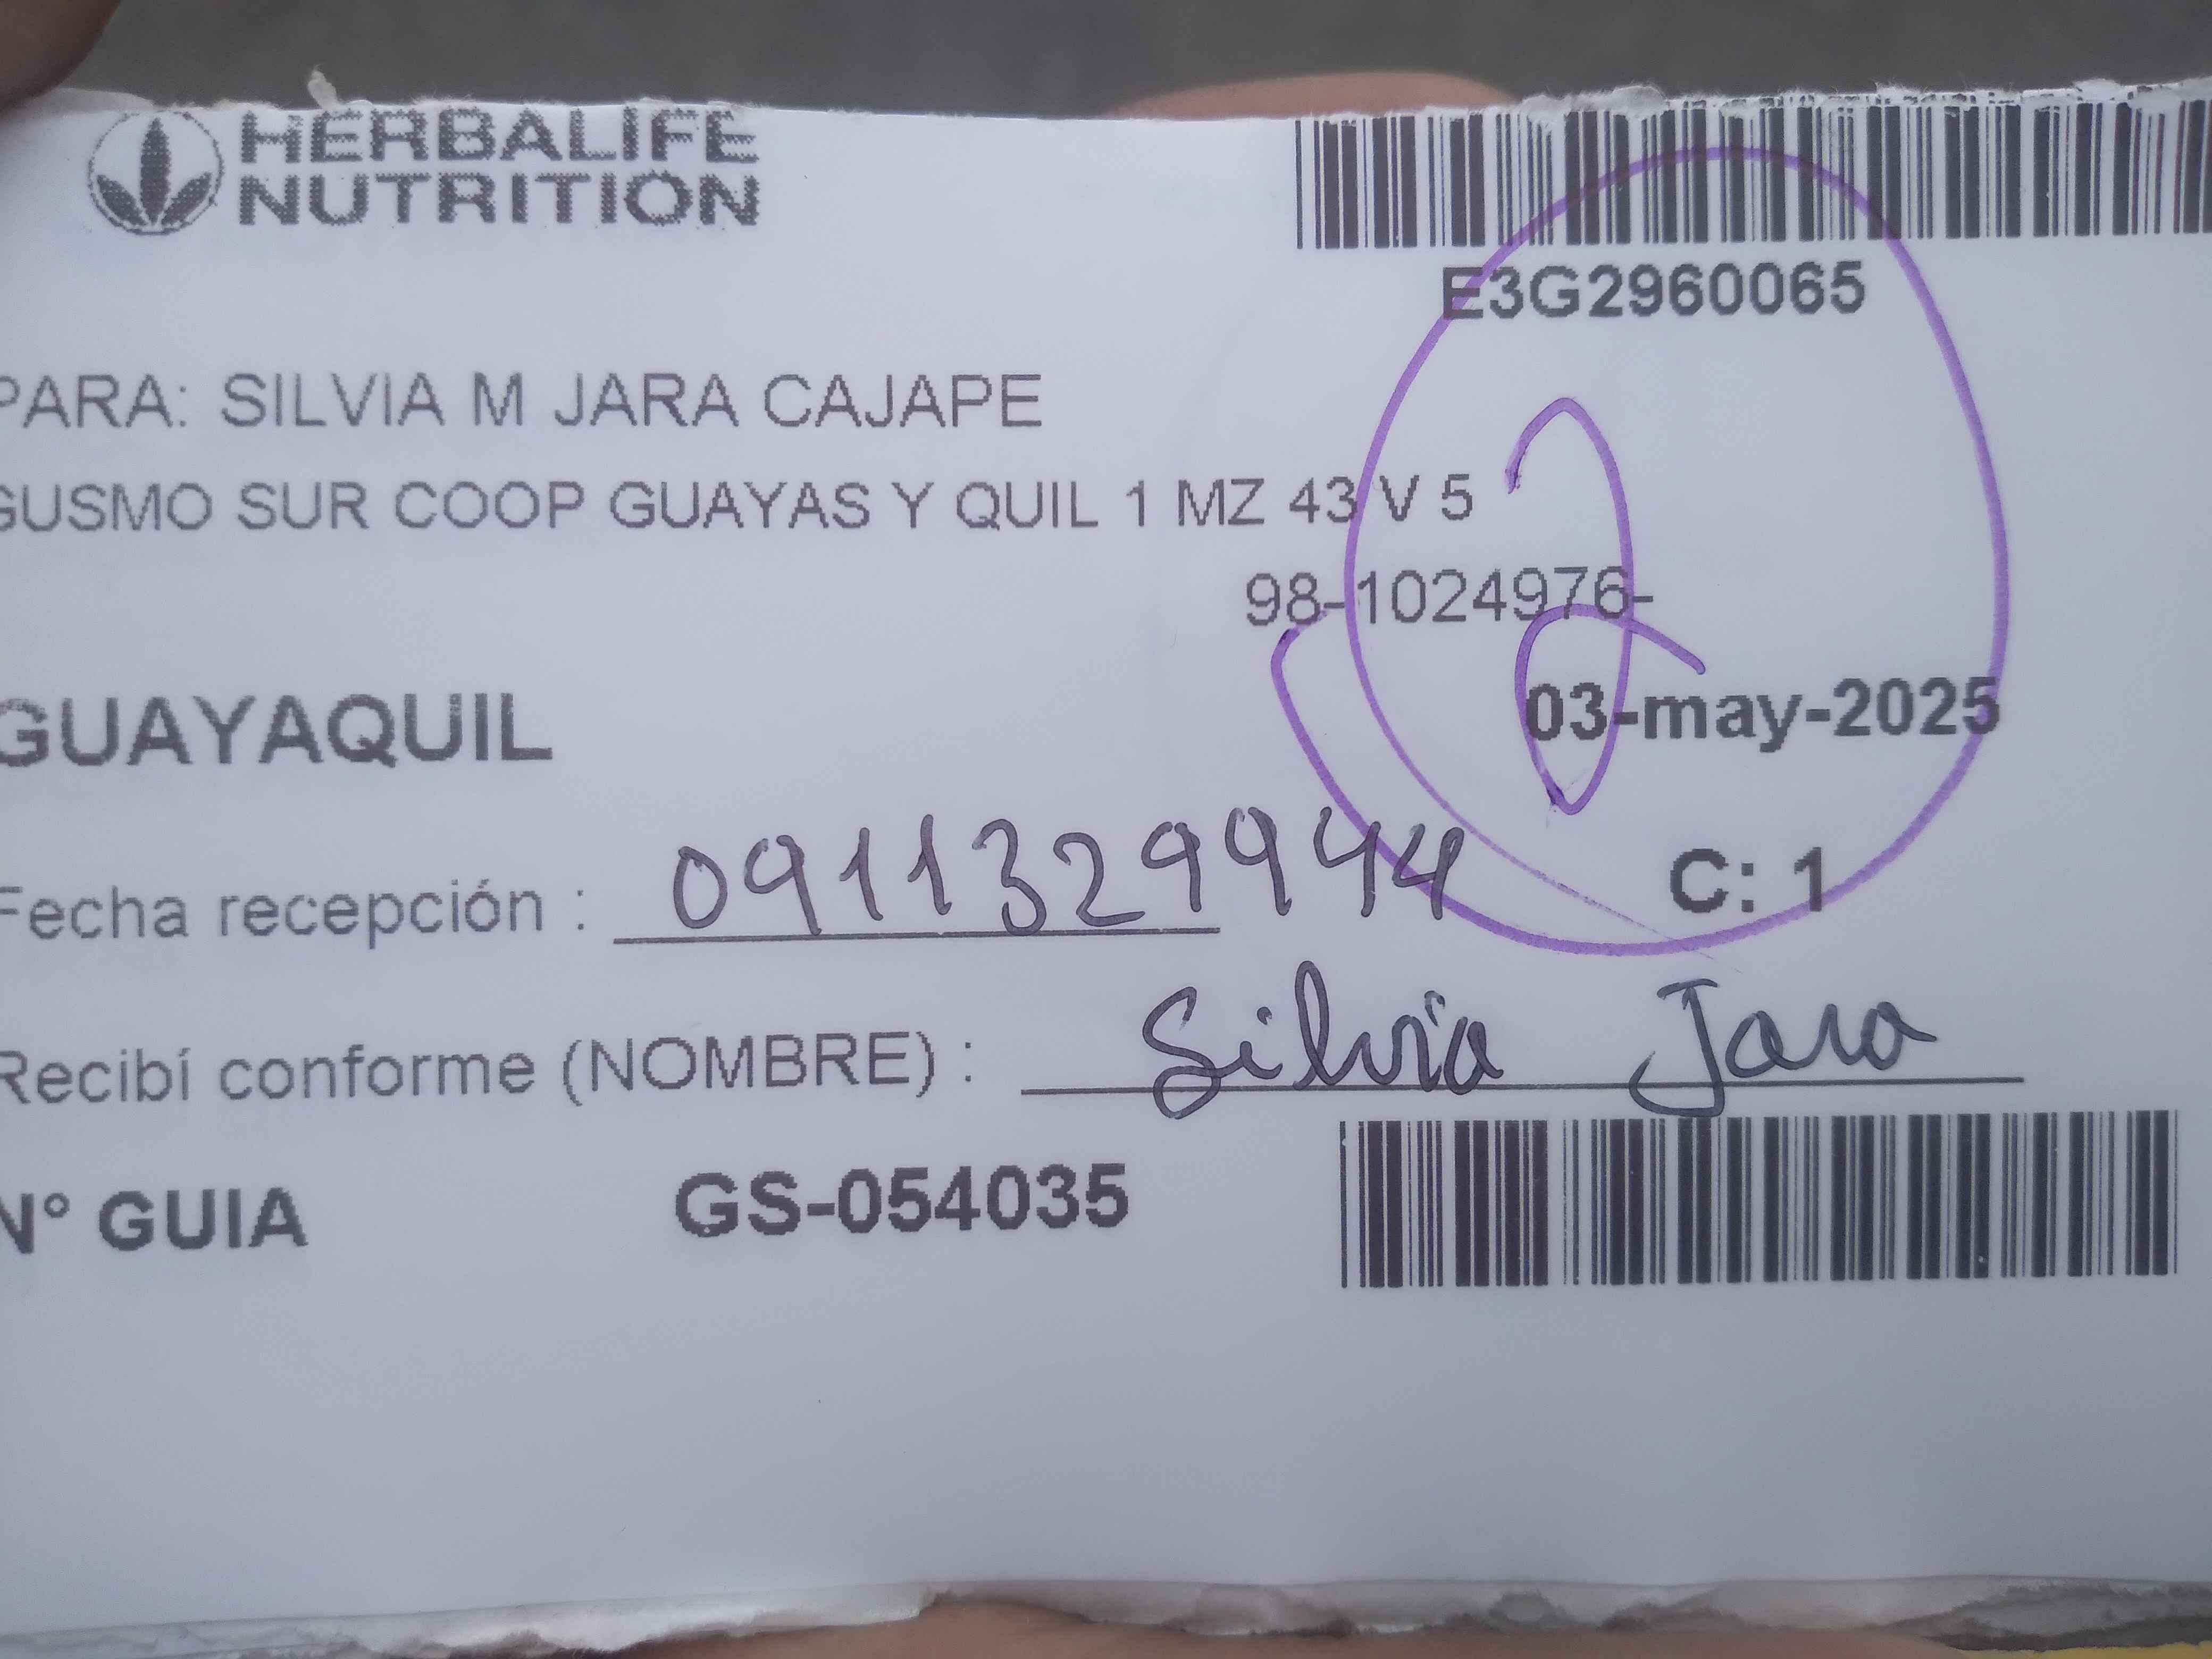 HERBALIFE
NUTRITION
E3G2960065
PARA: SILVIA M JARA CAJAPE
GUSMO SUR COOP GUAYAS Y QUIL 1 MZ 43 V 5
98-1024976-
2
GUAYAQUIL
03-may-2025
Fecha recepción : 0911329944
C: 1
Recibí conforme (NOMBRE) : Silvia Jara
N° GUIA GS-054035